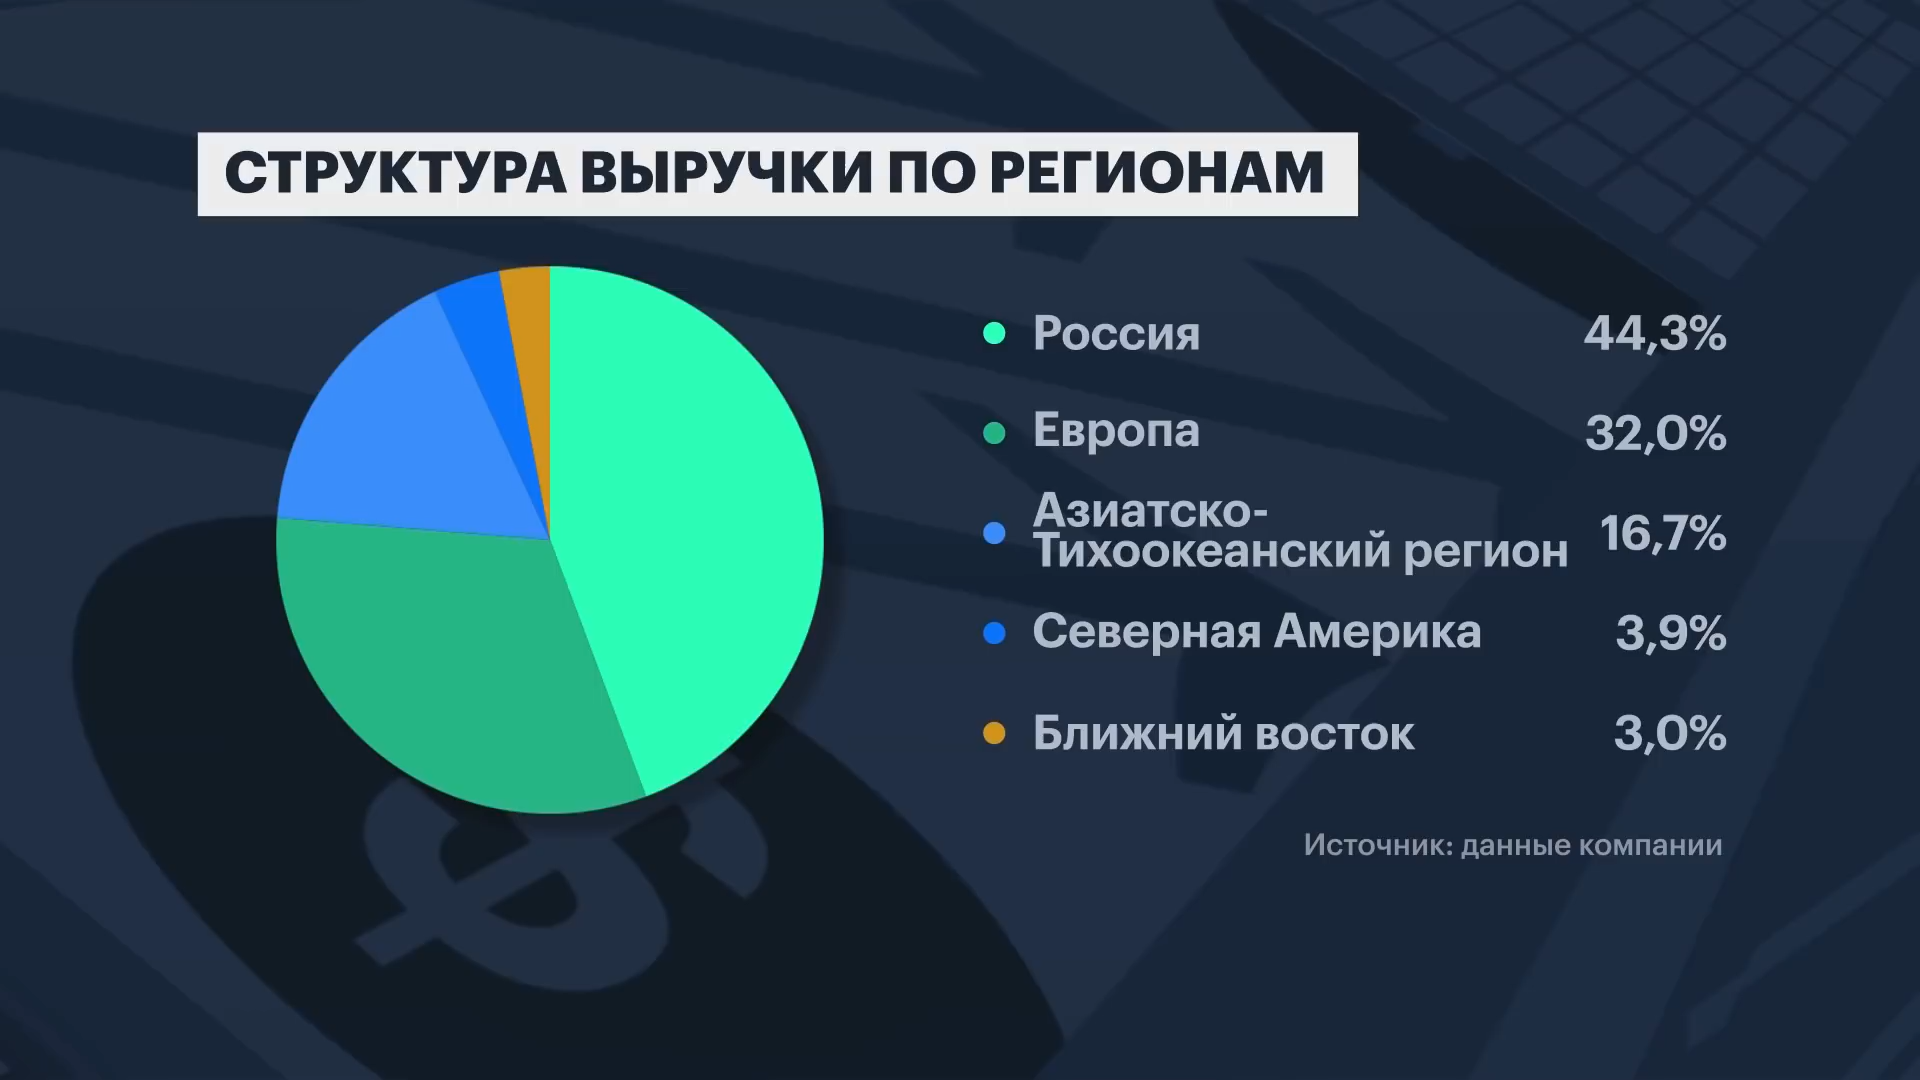 СТРУКТУРА ВЫРУЧКИ ПО РЕГИОНАМ
Россия 44,3%
Европа 32,0%
Азиатско-
Тихоокеанский регион 16,7%
Северная Америка 3,9%
Ближний восток 3,0%
Источник: данные компании